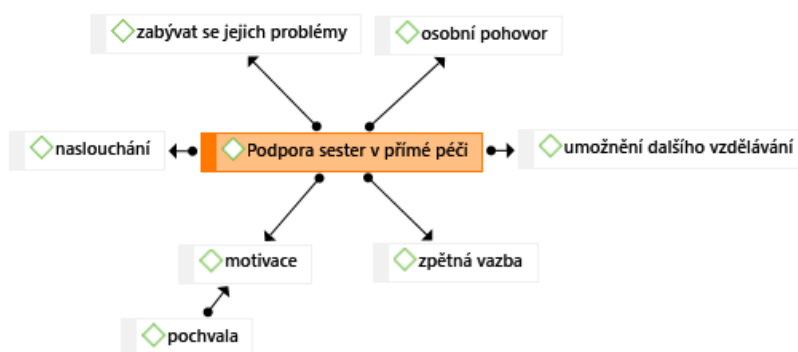 zabývat se jejich problémy
osobní pohovor
naslouchání
Podpora sester v přímé péči
umožnění dalšího vzdělávání
motivace
zpětná vazba
pochvala